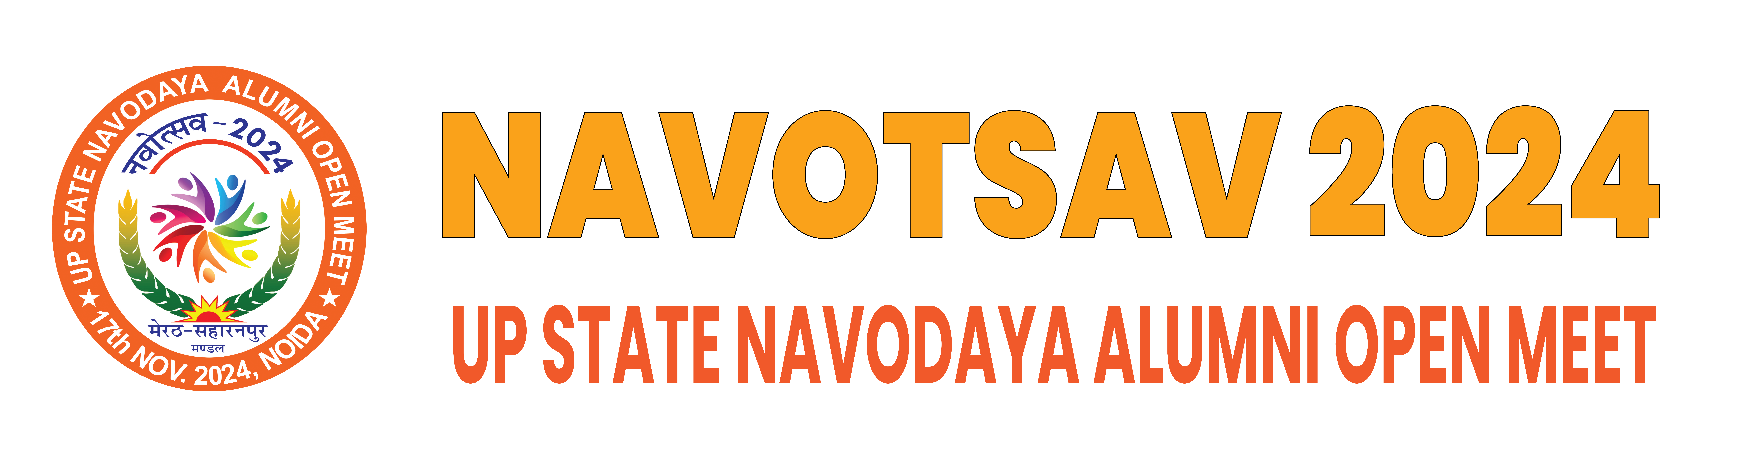 UP STATE NAVODAYA ALUMNI OPEN MEET
नवोत्सव - 2024
मेरठ-सहारनपुर
मण्डल
★ 17th NOV. 2024, NOIDA ★
NAVOTSAV 2024
UP STATE NAVODAYA ALUMNI OPEN MEET